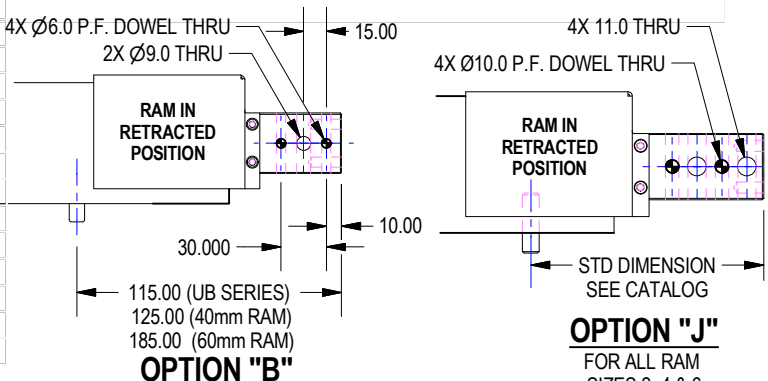 4X Ø6.0 P.F. DOWEL THRU
2X Ø9.0 THRU
15.00
RAM IN
RETRACTED
POSITION
10.00
30.000
115.00 (UB SERIES)
125.00 (40mm RAM)
185.00 (60mm RAM)
OPTION "B"
4X 11.0 THRU
4X Ø10.0 P.F. DOWEL THRU
RAM IN
RETRACTED
POSITION
STD DIMENSION
SEE CATALOG
OPTION "J"
FOR ALL RAM